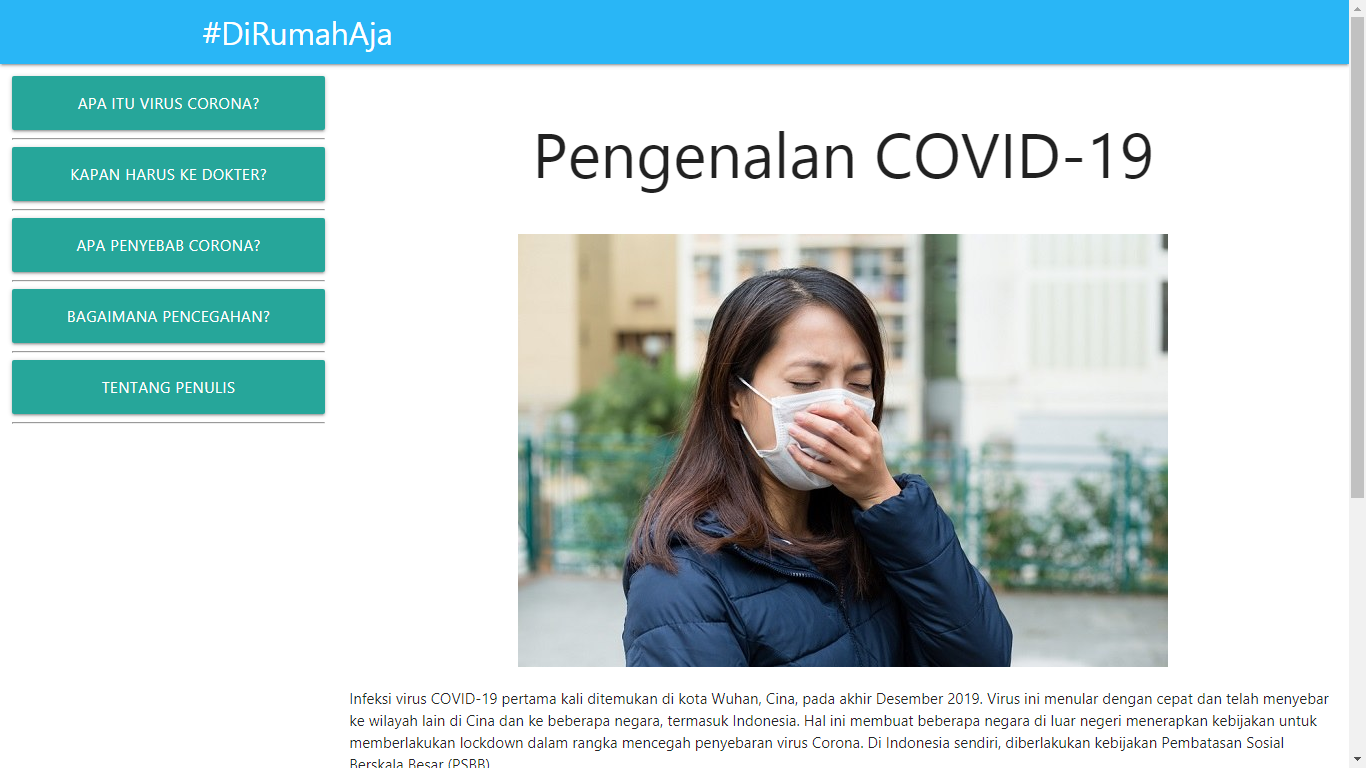 #DiRumahAja
APA ITU VIRUS CORONA?
KAPAN HARUS KE DOKTER?
APA PENYEBAB CORONA?
BAGAIMANA PENCEGAHAN?
TENTANG PENULIS
Pengenalan COVID-19
Infeksi virus COVID-19 pertama kali ditemukan di kota Wuhan, Cina, pada akhir Desember 2019. Virus ini menular dengan cepat dan telah menyebar
ke wilayah lain di Cina dan ke beberapa negara, termasuk Indonesia. Hal ini membuat beberapa negara di luar negeri menerapkan kebijakan untuk
memberlakukan lockdown dalam rangka mencegah penyebaran virus Corona. Di Indonesia sendiri, diberlakukan kebijakan Pembatasan Sosial
Berskala Besar (PSBB)